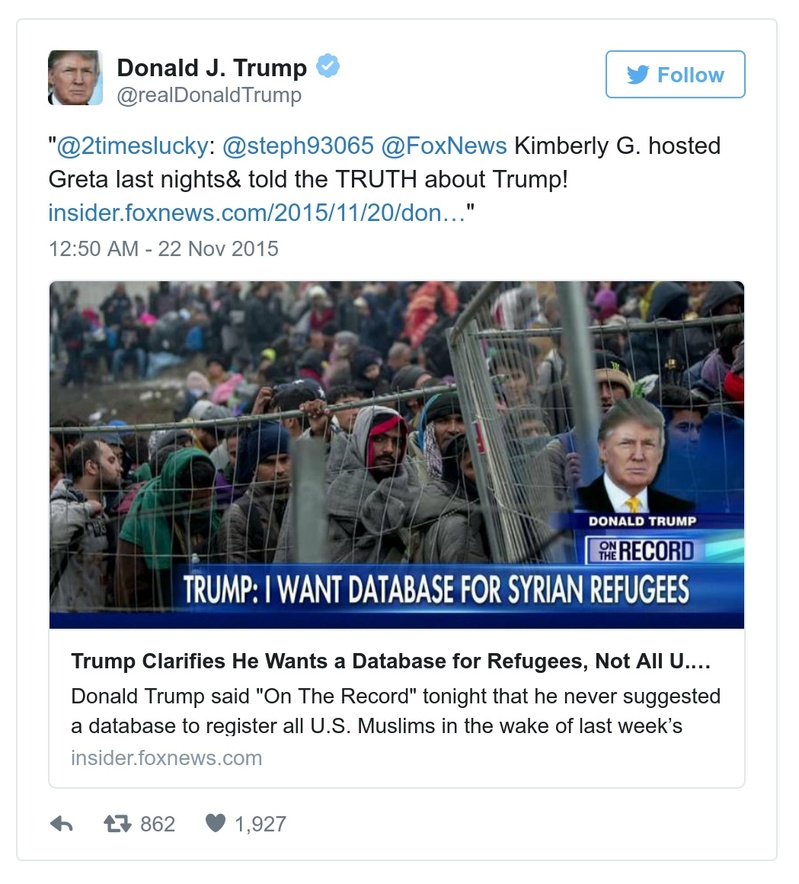 Donald J. Trump
@realDonaldTrump
Follow
"@2timeslucky: @steph93065 @FoxNews Kimberly G. hosted
Greta last nights& told the TRUTH about Trump!
insider.foxnews.com/2015/11/20/don…"
12:50 AM - 22 Nov 2015
DONALD TRUMP
ON THE RECORD
TRUMP: I WANT DATABASE FOR SYRIAN REFUGEES
Trump Clarifies He Wants a Database for Refugees, Not All U.…
Donald Trump said "On The Record" tonight that he never suggested
a database to register all U.S. Muslims in the wake of last week’s
insider.foxnews.com
862
1,927